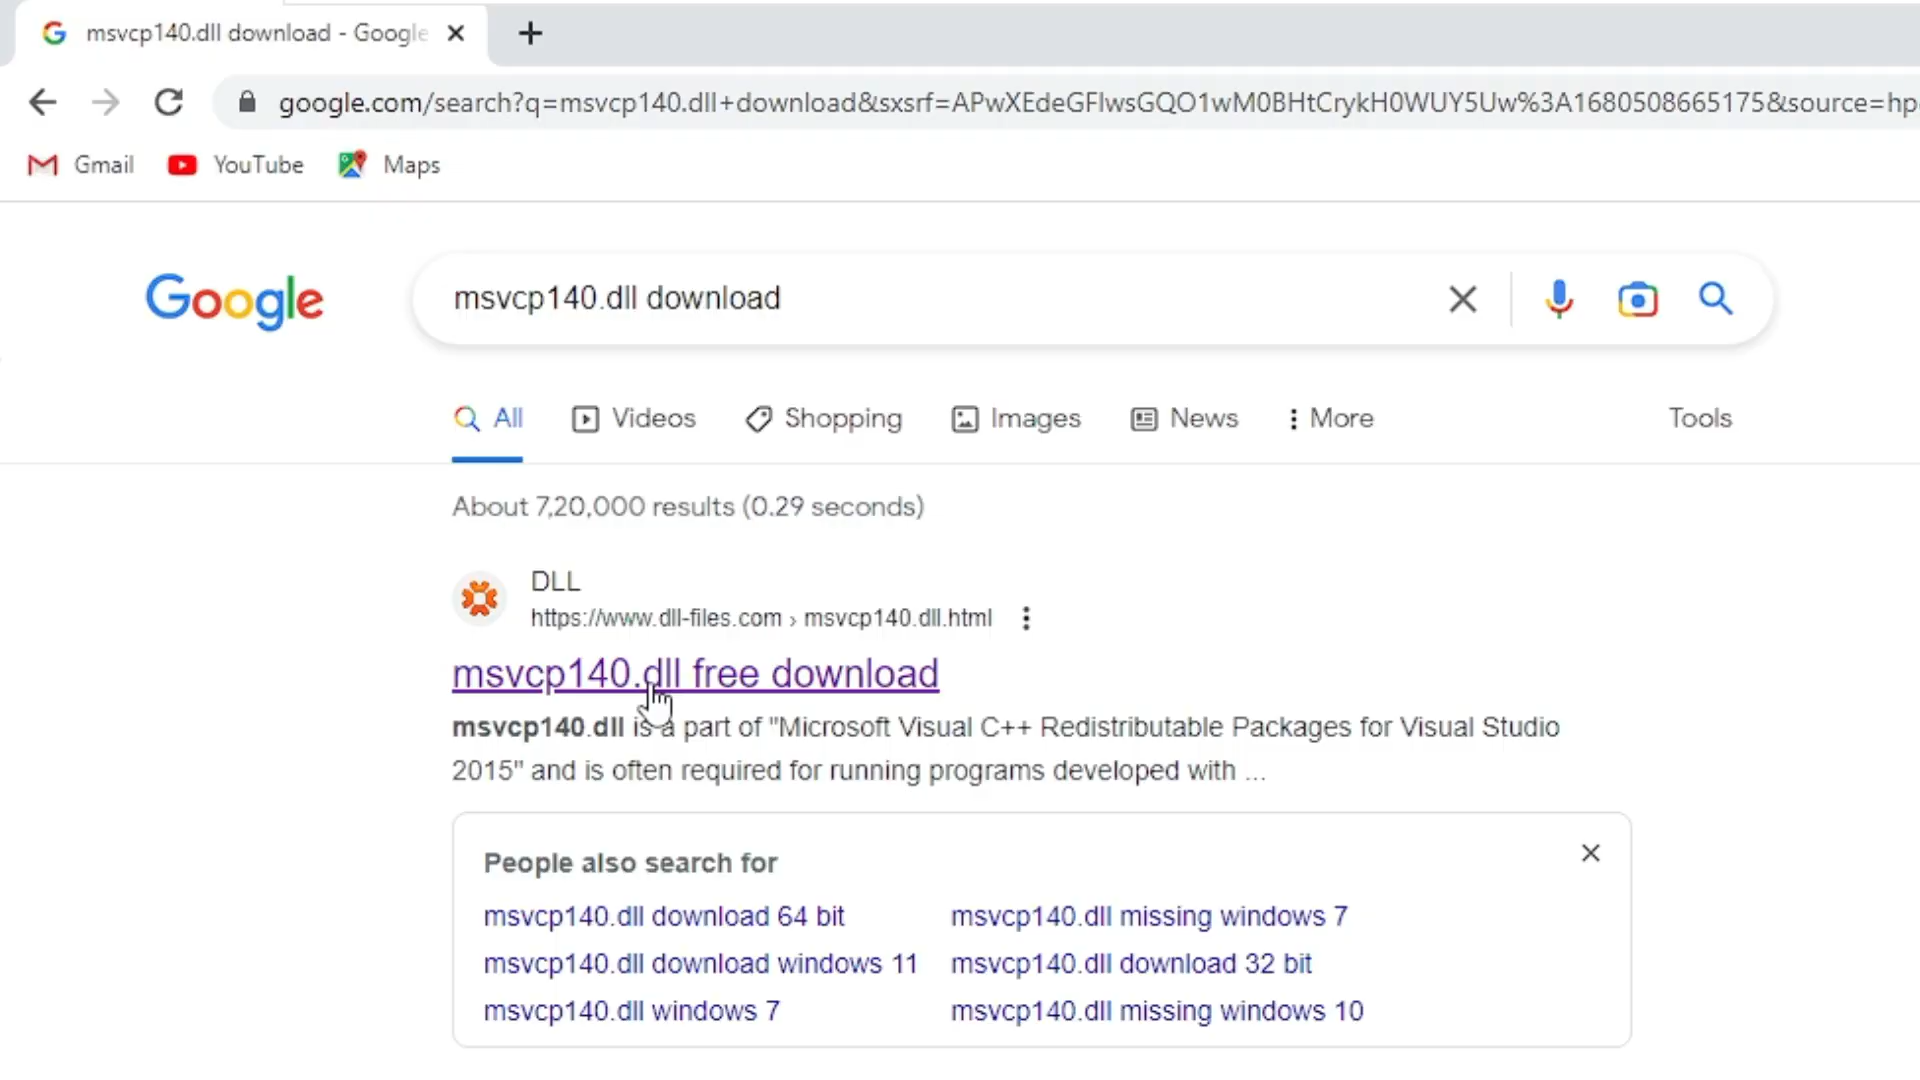 msvcp140.dll download - Google
google.com/search?q=msvcp140.dll+download&sxsrf=APwXEdeGFlwsGQO1wM0BHtCrykH0WUY5Uw%3A1680508665175&source=hp
Gmail YouTube Maps
Google
msvcp140.dll download
All Videos Shopping Images News More Tools
About 7,20,000 results (0.29 seconds)
DLL
https://www.dll-files.com › msvcp140.dll.html
msvcp140.dll free download
msvcp140.dll is a part of "Microsoft Visual C++ Redistributable Packages for Visual Studio
2015" and is often required for running programs developed with ...
People also search for
msvcp140.dll download 64 bit msvcp140.dll missing windows 7
msvcp140.dll download windows 11 msvcp140.dll download 32 bit
msvcp140.dll windows 7 msvcp140.dll missing windows 10